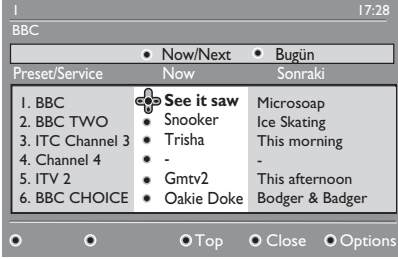 1 17:28
BBC
Now/Next Bugün
Preset/Service Now Sonraki
1. BBC See it saw Microsoap
2. BBC TWO Snooker Ice Skating
3. ITC Channel 3 Trisha This morning
4. Channel 4 - -
5. ITV 2 Gmtv2 This afternoon
6. BBC CHOICE Oakie Doke Bodger & Badger
Top Close Options